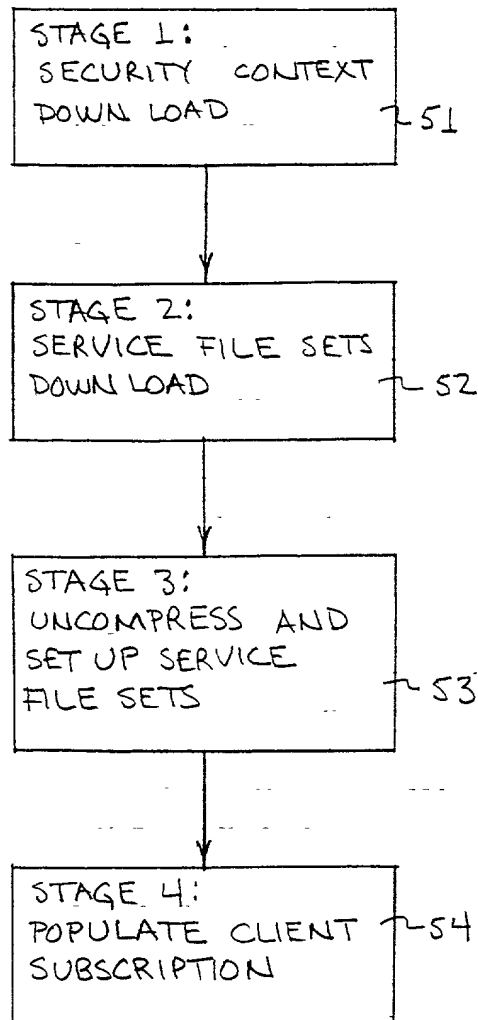 STAGE 1:
SECURITY CONTEXT
DOWN LOAD
51
STAGE 2:
SERVICE FILE SETS
DOWN LOAD
52
STAGE 3:
UNCOMPRESS AND
SET UP SERVICE
FILE SETS
53
STAGE 4:
POPULATE CLIENT
54
SUBSCRIPTION